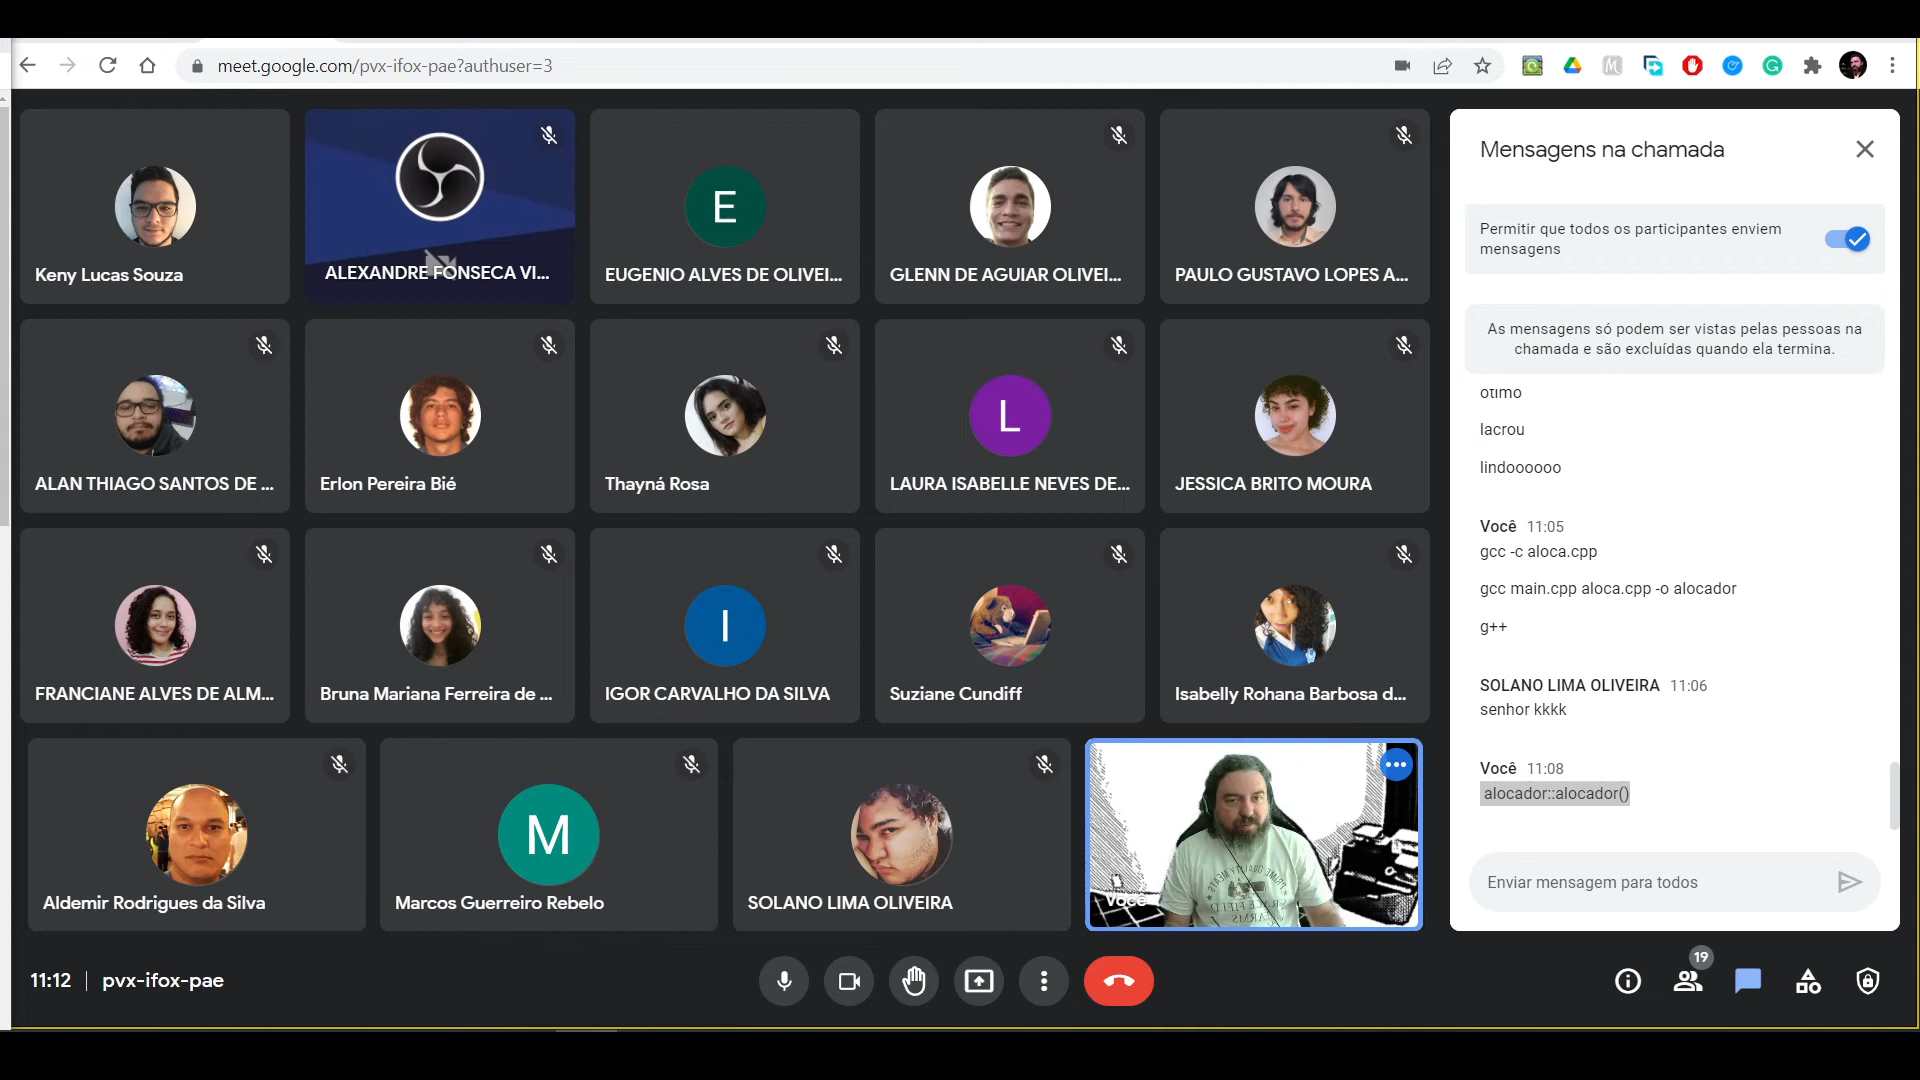 meet.google.com/pvx-ifox-pae?authuser=3
Keny Lucas Souza
ALEXANDRE FONSECA VI...
E
EUGENIO ALVES DE OLIVEI...
GLENN DE AGUIAR OLIVEI...
PAULO GUSTAVO LOPES A...
ALAN THIAGO SANTOS DE ...
Erlon Pereira Bié
Thayná Rosa
L
LAURA ISABELLE NEVES DE...
JESSICA BRITO MOURA
FRANCIANE ALVES DE ALM...
Bruna Mariana Ferreira de ...
I
IGOR CARVALHO DA SILVA
Suziane Cundiff
Isabelly Rohana Barbosa d...
Aldemir Rodrigues da Silva
M
Marcos Guerreiro Rebelo
SOLANO LIMA OLIVEIRA
Você
11:12 | pvx-ifox-pae
Mensagens na chamada
Permitir que todos os participantes enviem
mensagens
As mensagens só podem ser vistas pelas pessoas na
chamada e são excluídas quando ela termina.
otimo
lacrou
lindoooooo
Você 11:05
gcc -c aloca.cpp
gcc main.cpp aloca.cpp -o alocador
g++
SOLANO LIMA OLIVEIRA 11:06
senhor kkkk
Você 11:08
alocador::alocador()
Enviar mensagem para todos
19